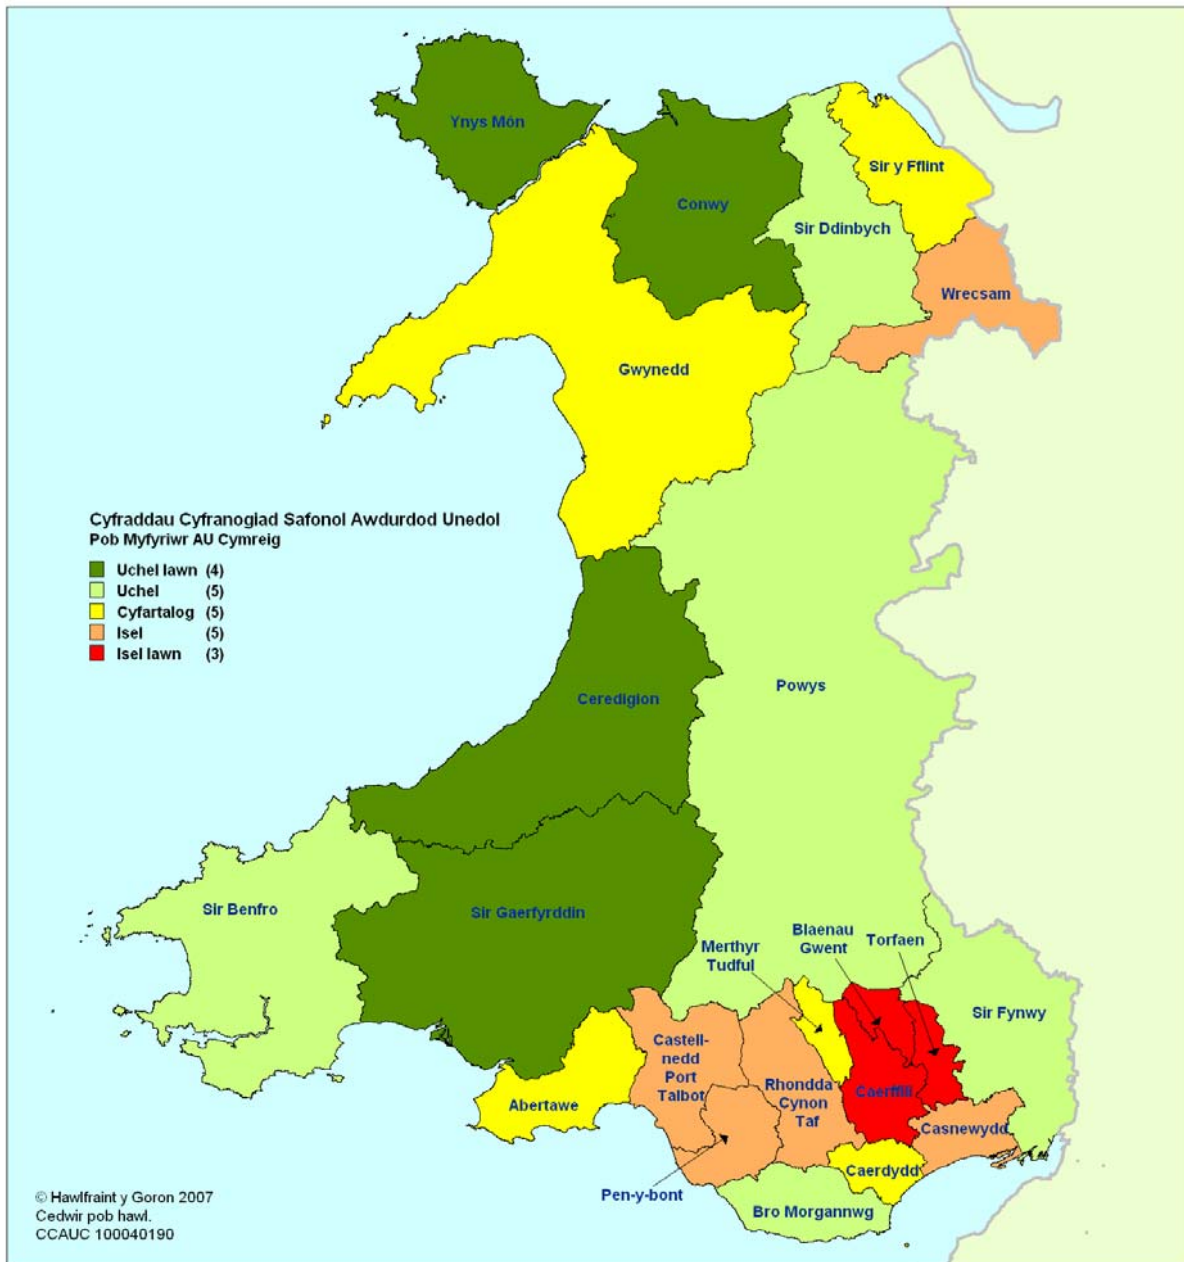 Ynys Môn
Conwy
Sir y Fflint
Sir Ddinbych
Wrecsam
Gwynedd
Cyfraddau Cyfranogiad Safonol Awdurdod Unedol
Pob Myfyriwr AU Cymreig
Uchel lawn (4)
Uchel (5)
Cyfartalog (5)
Isel (5)
Isel lawn (3)
Ceredigion
Powys
Sir Benfro
Sir Gaerfyrddin
Merthyr
Tudful
Blaenau
Gwent
Torfaen
Sir Fynwy
Castell-
nedd
Port
Talbot
Rhondda
Cynon
Taf
Caerffili
Abertawe
Casnewydd
Caerdydd
Pen-y-bont
Bro Morgannwg
© Hawlfraint y Goron 2007
Cedwir pob hawl.
CCAUC 100040190